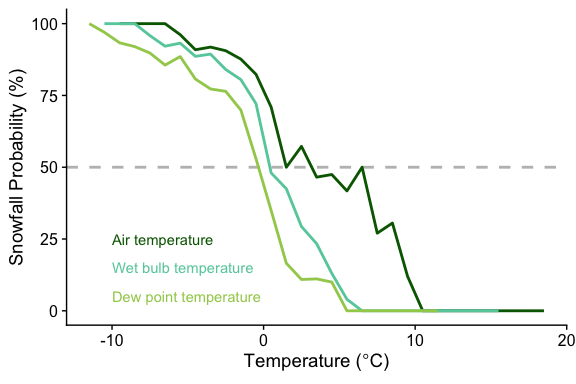 100
75
50
25
0
Snowfall Probability (%)
Air temperature
Wet bulb temperature
Dew point temperature
-10 0 10 20
Temperature (°C)